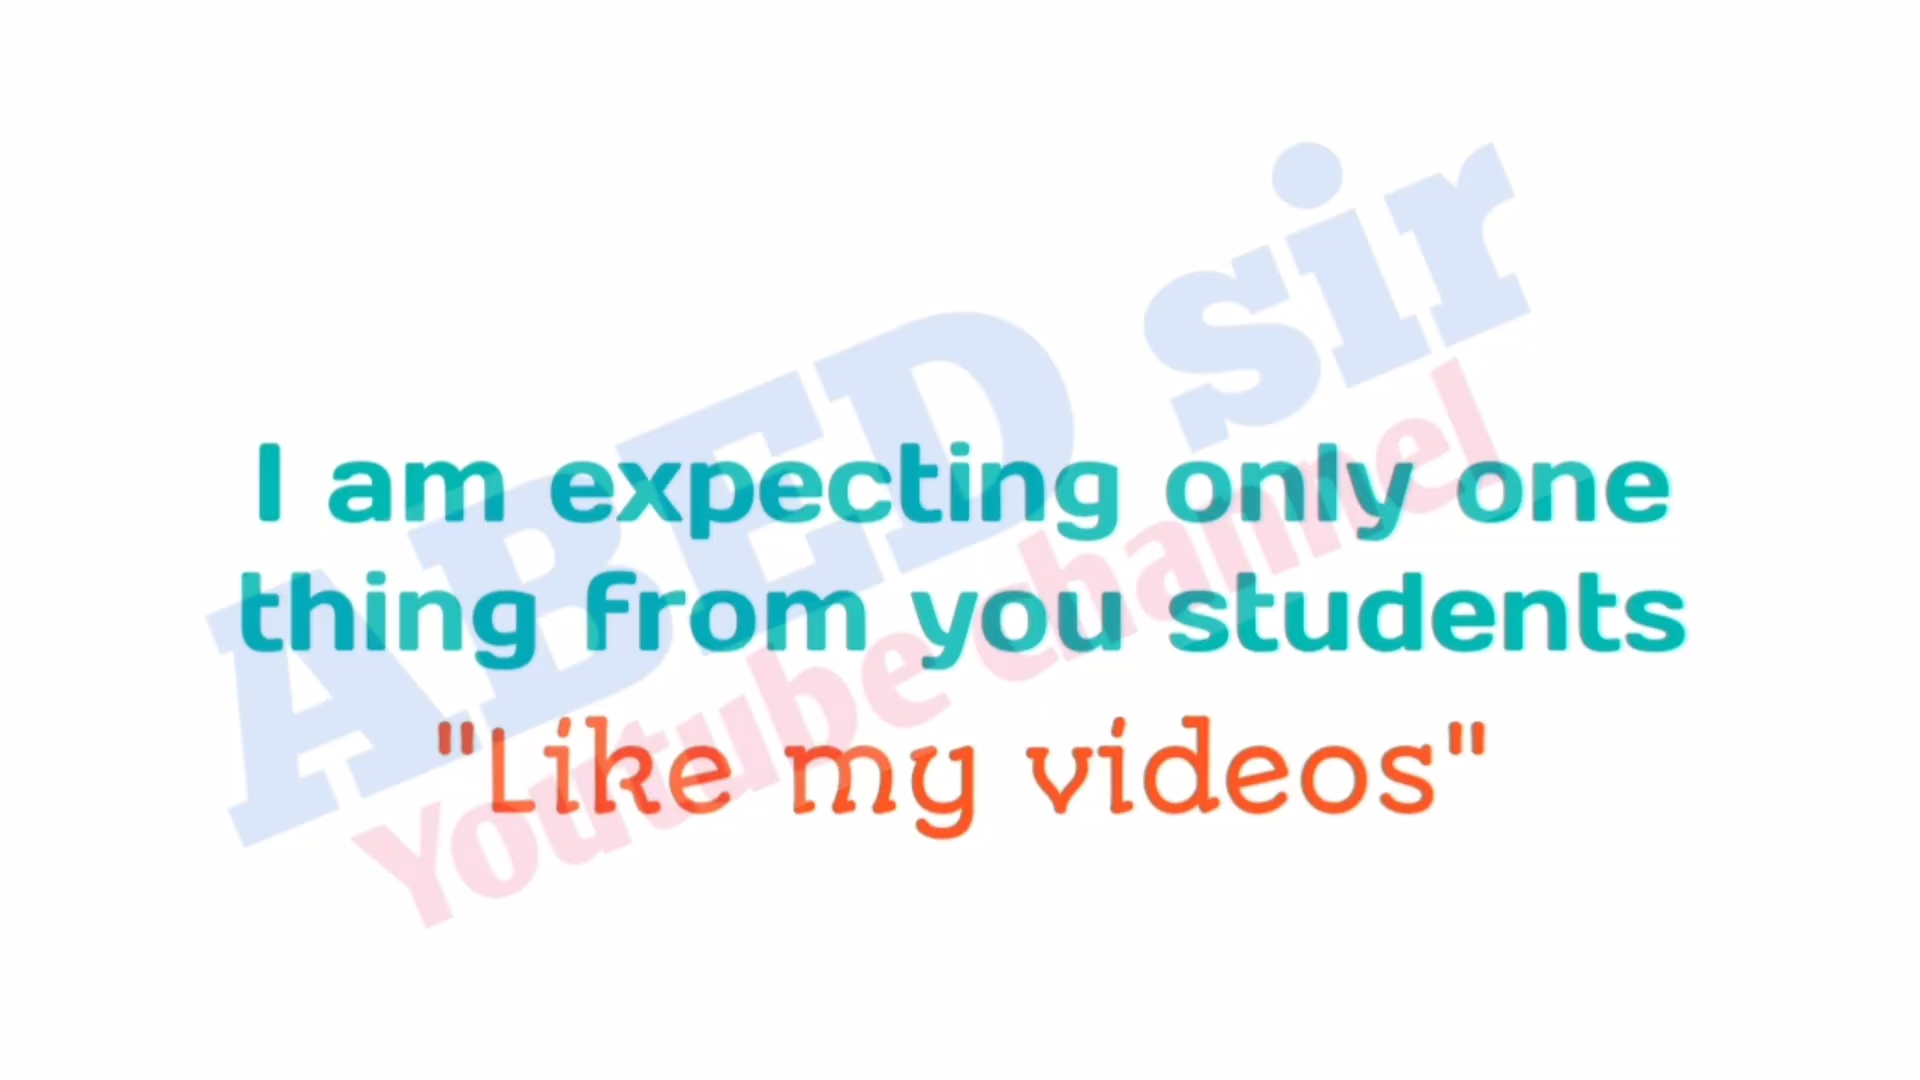 I am expecting only one
thing from you students
"Like my videos"
ABED sir
Youtube channel